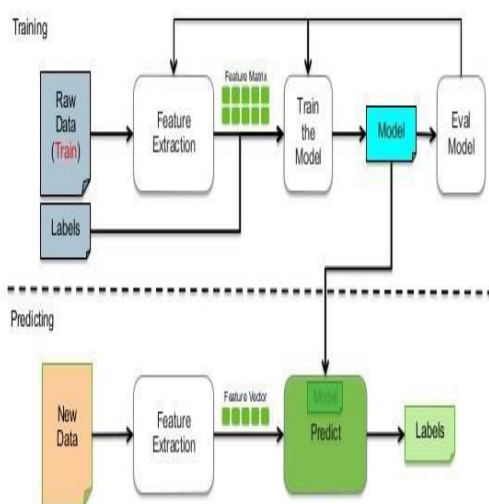 Training
Raw
Data
(Train)
Feature
Extraction
Feature Matrix
Train
the
Model
Model
Eval
Model
Labels
Predicting
New
Data
Feature
Extraction
Feature Vector
Model
Predict
Labels